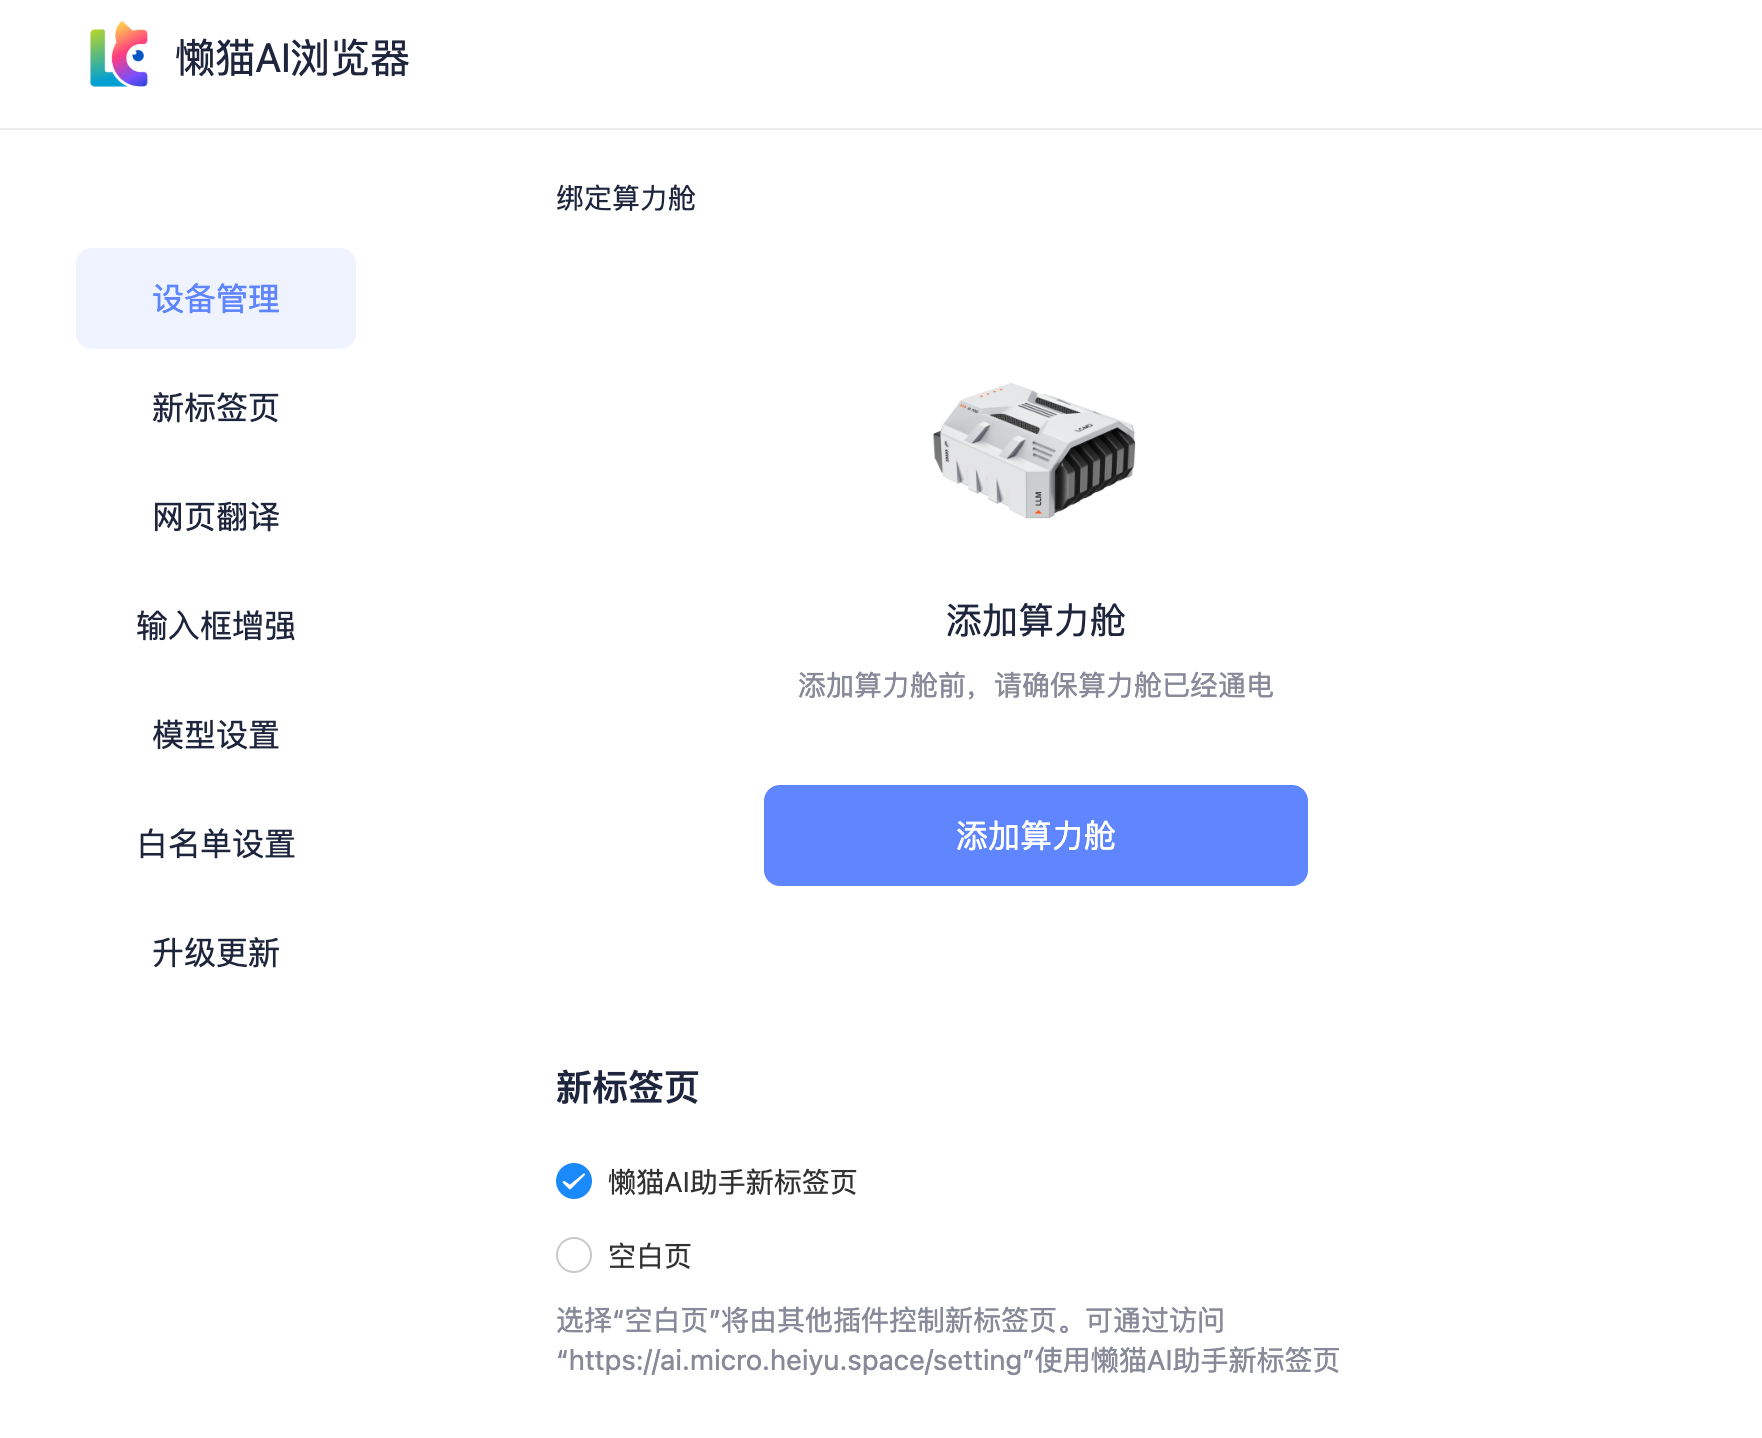 懒猫AI浏览器
绑定算力舱
设备管理
新标签页
网页翻译
输入框增强
模型设置
白名单设置
升级更新
LLM
添加算力舱
添加算力舱前，请确保算力舱已经通电
添加算力舱
新标签页
懒猫AI助手新标签页
空白页
选择“空白页”将由其他插件控制新标签页。可通过访问
“https://ai.micro.heiyu.space/setting”使用懒猫AI助手新标签页